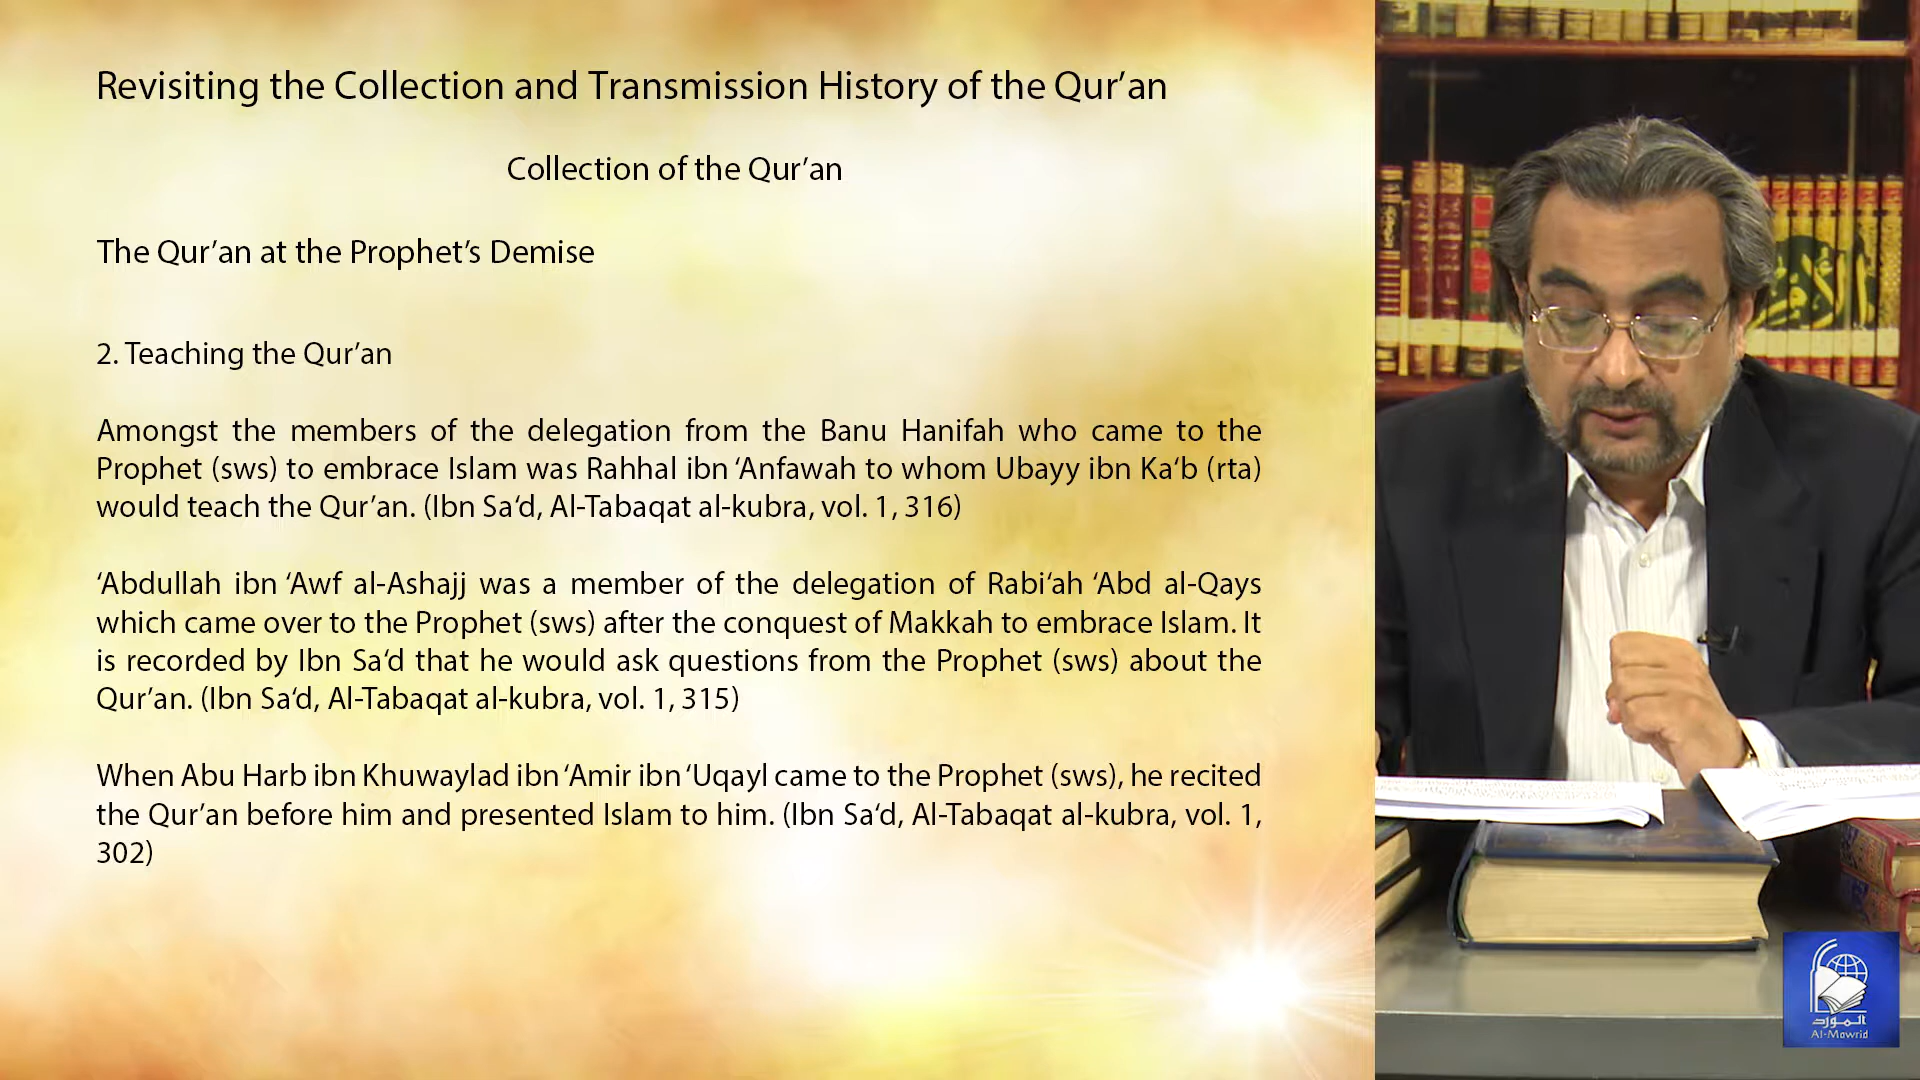 Revisiting the Collection and Transmission History of the Qur’an
Collection of the Qur’an
The Qur’an at the Prophet’s Demise
2. Teaching the Qur’an
Amongst the members of the delegation from the Banu Hanifah who came to the
Prophet (sws) to embrace Islam was Rahhal ibn ‘Anfawah to whom Ubayy ibn Ka‘b (rta)
would teach the Qur’an. (Ibn Sa‘d, Al-Tabaqat al-kubra, vol. 1, 316)
‘Abdullah ibn ‘Awf al-Ashajj was a member of the delegation of Rabi‘ah ‘Abd al-Qays
which came over to the Prophet (sws) after the conquest of Makkah to embrace Islam. It
is recorded by Ibn Sa‘d that he would ask questions from the Prophet (sws) about the
Qur’an. (Ibn Sa‘d, Al-Tabaqat al-kubra, vol. 1, 315)
When Abu Harb ibn Khuwaylad ibn ‘Amir ibn ‘Uqayl came to the Prophet (sws), he recited
the Qur’an before him and presented Islam to him. (Ibn Sa‘d, Al-Tabaqat al-kubra, vol. 1,
302)
المورد
Al-Mawrid